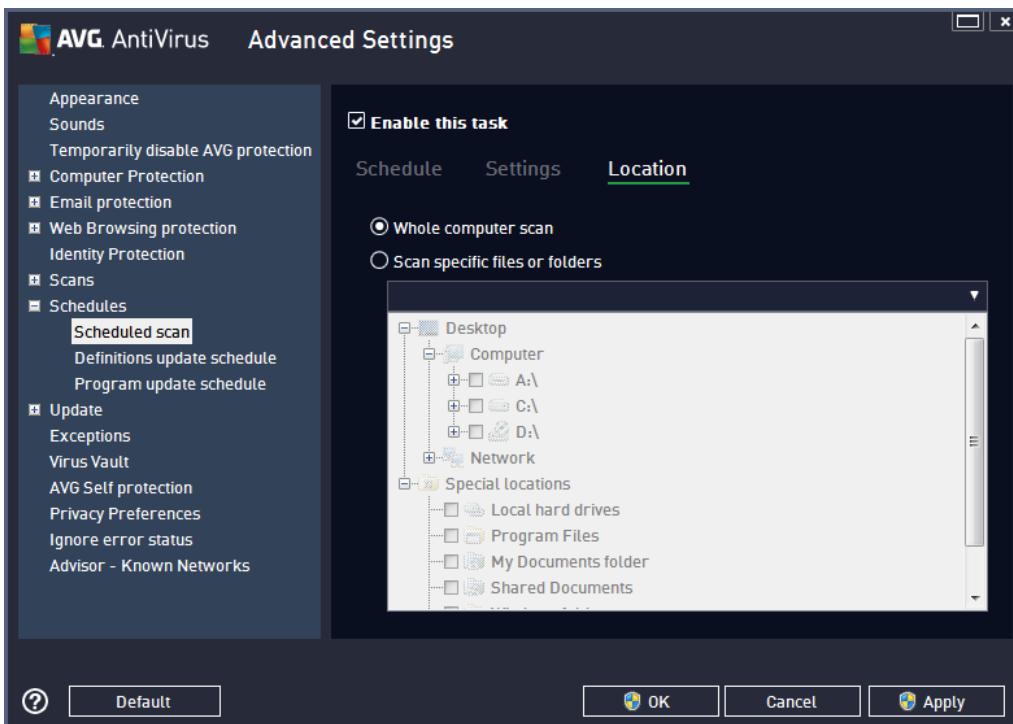 AVG. AntiVirus Advanced Settings
Appearance
Sounds
Temporarily disable AVG protection
Computer Protection
Email protection
Web Browsing protection
Identity Protection
Scans
Schedules
Scheduled scan
Definitions update schedule
Program update schedule
Update
Exceptions
Virus Vault
AVG Self protection
Privacy Preferences
Ignore error status
Advisor - Known Networks
Enable this task
Schedule Settings Location
Whole computer scan
Scan specific files or folders
Desktop
Computer
A:\
C:\
D:\
Network
Special locations
Local hard drives
Program Files
My Documents folder
Shared Documents
Default OK Cancel Apply